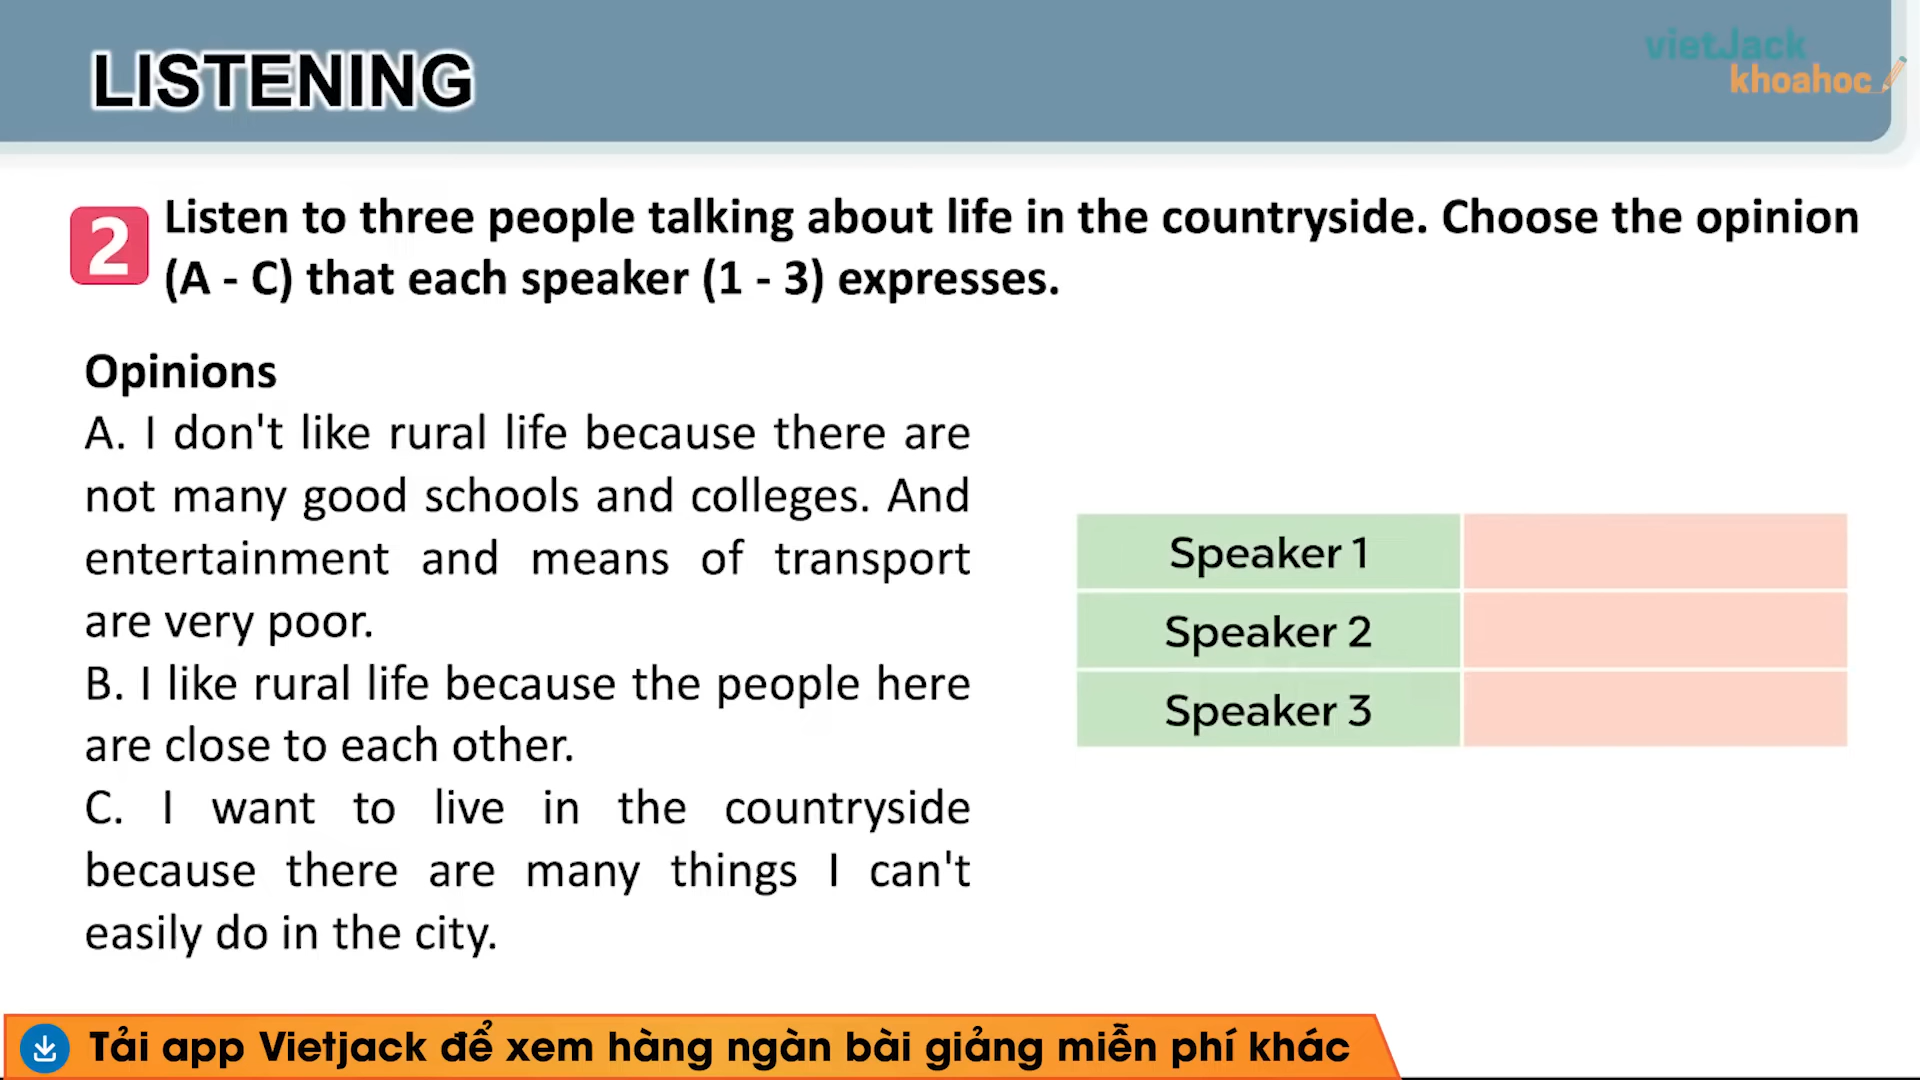 LISTENING
vietJack
khoahoc
2
Listen to three people talking about life in the countryside. Choose the opinion
(A - C) that each speaker (1 - 3) expresses.
Opinions
A. I don't like rural life because there are
not many good schools and colleges. And
entertainment and means of transport
are very poor.
B. I like rural life because the people here
are close to each other.
C. I want to live in the countryside
because there are many things I can't
easily do in the city.
Speaker 1
Speaker 2
Speaker 3
Tải app Vietjack để xem hàng ngàn bài giảng miễn phí khác